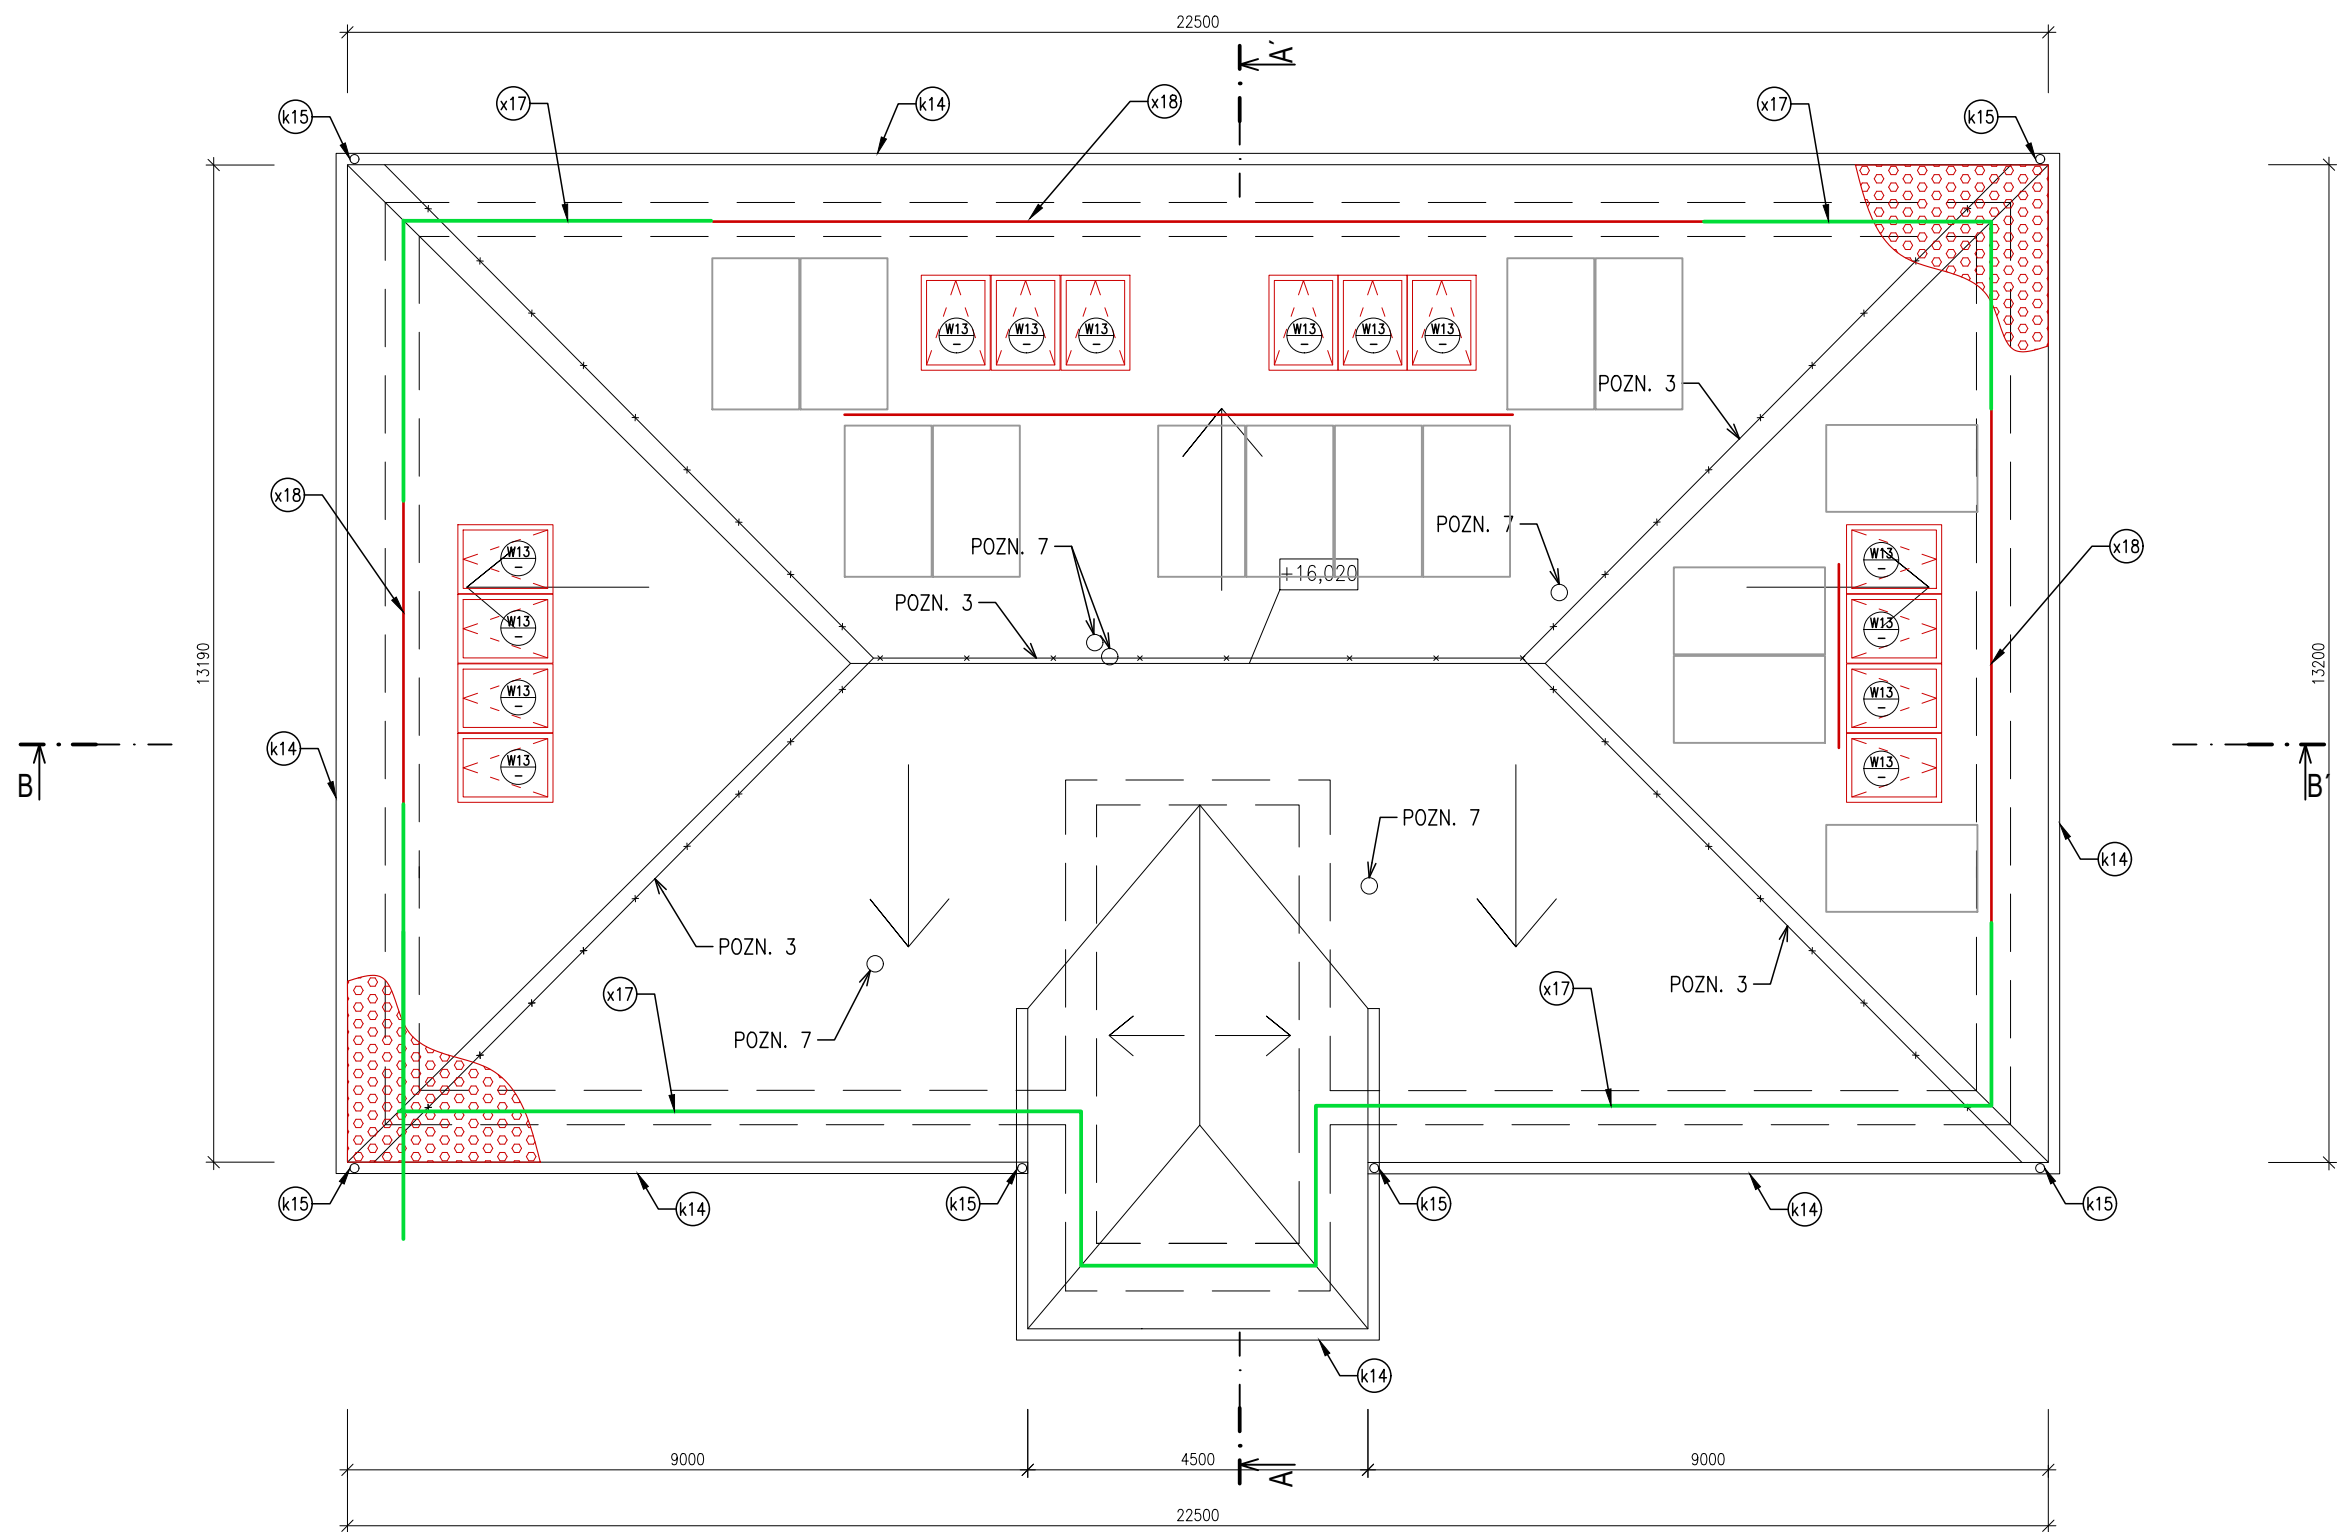 22500
A'
x17
k14
x18
x17
k15
k15
W13
W13
W13
W13
W13
W13
POZN. 3
x18
POZN. 7
POZN. 7
x18
W13
W13
+16,020
POZN. 3
W13
W13
13190
13200
W13
W13
k14
W13
W13
B
B'
POZN. 7
k14
POZN. 3
x17
x17
POZN. 3
POZN. 7
k15
k14
k15
k15
k14
k15
k14
9000
4500
9000
A
22500